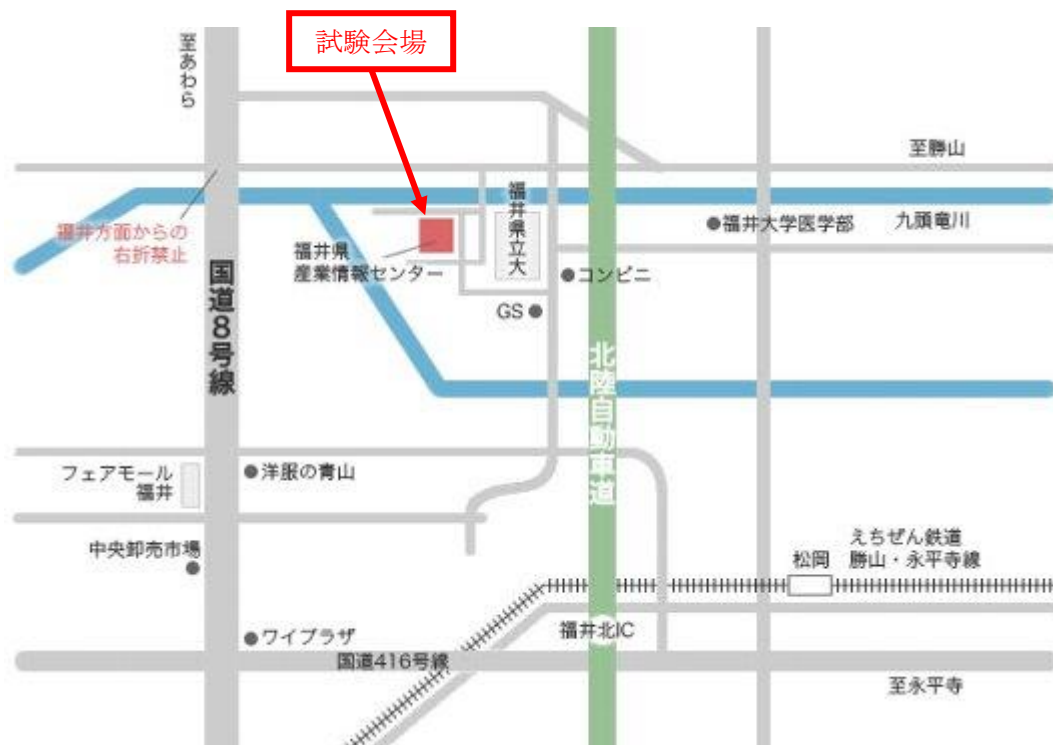 試験会場
至あわら
至勝山
福井方面からの
右折禁止
福井県
産業情報センター
福井県立大
福井大学医学部
九頭竜川
コンビニ
GS
国道8号線
北陸自動車道
フェアモール
福井
洋服の青山
中央卸売市場
えちぜん鉄道
松岡 勝山・永平寺線
ワイプラザ
福井北IC
国道416号線
至永平寺